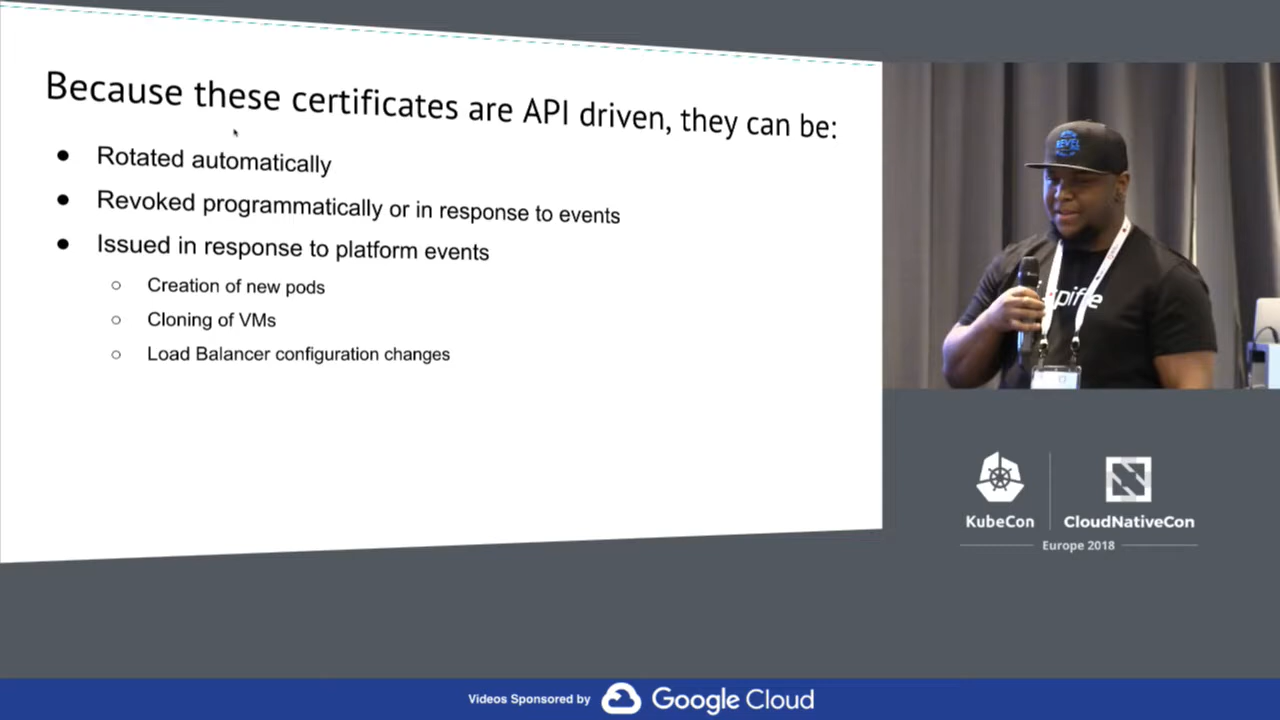 Because these certificates are API driven, they can be:
● Rotated automatically
● Revoked programmatically or in response to events
● Issued in response to platform events
○ Creation of new pods
○ Cloning of VMs
○ Load Balancer configuration changes
REVEL
spiffe
KubeCon
CloudNativeCon
Europe 2018
Videos Sponsored by Google Cloud